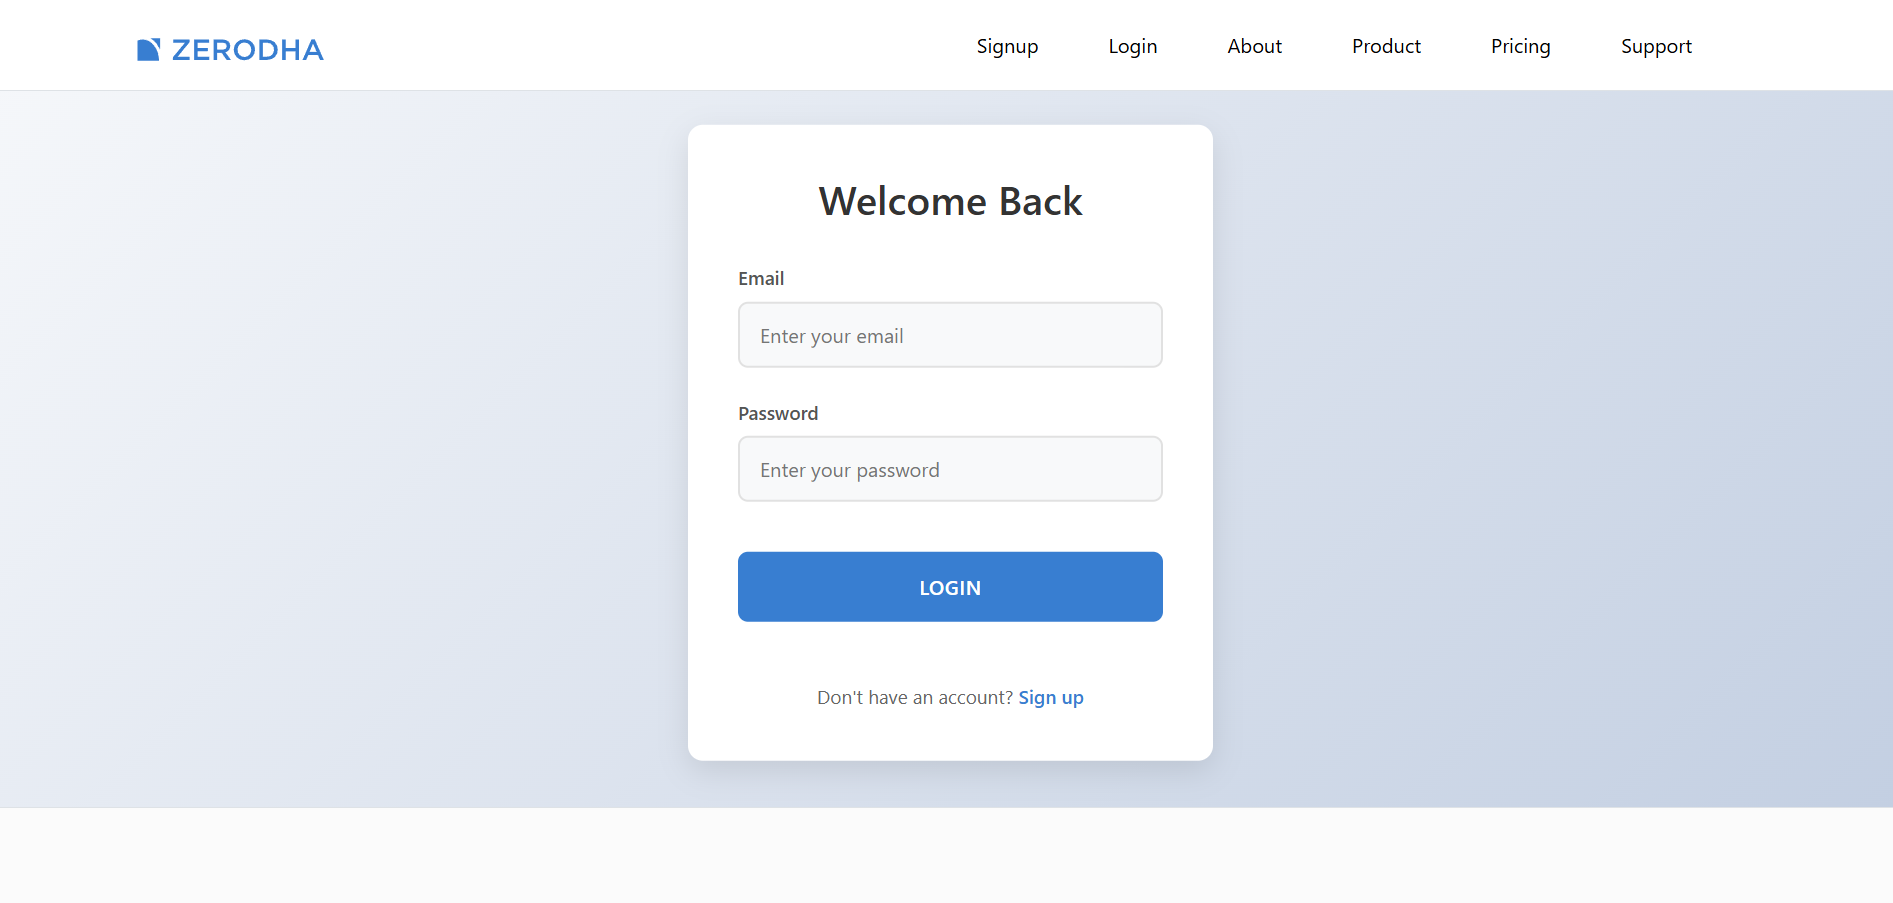 ZERODHA Signup Login About Product Pricing Support
Welcome Back
Email
Enter your email
Password
Enter your password
LOGIN
Don't have an account? Sign up